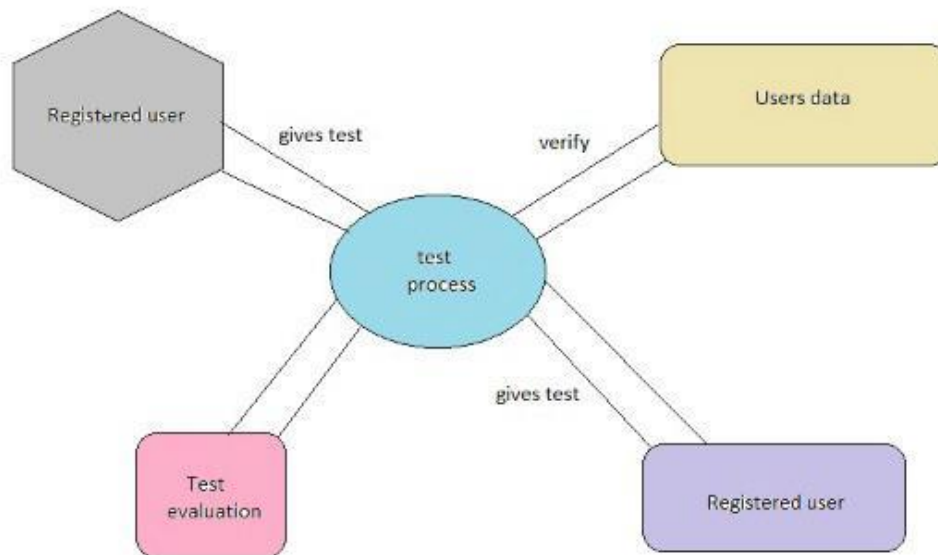 Registered user
gives test
verify
Users data
test
process
gives test
Test
evaluation
Registered user